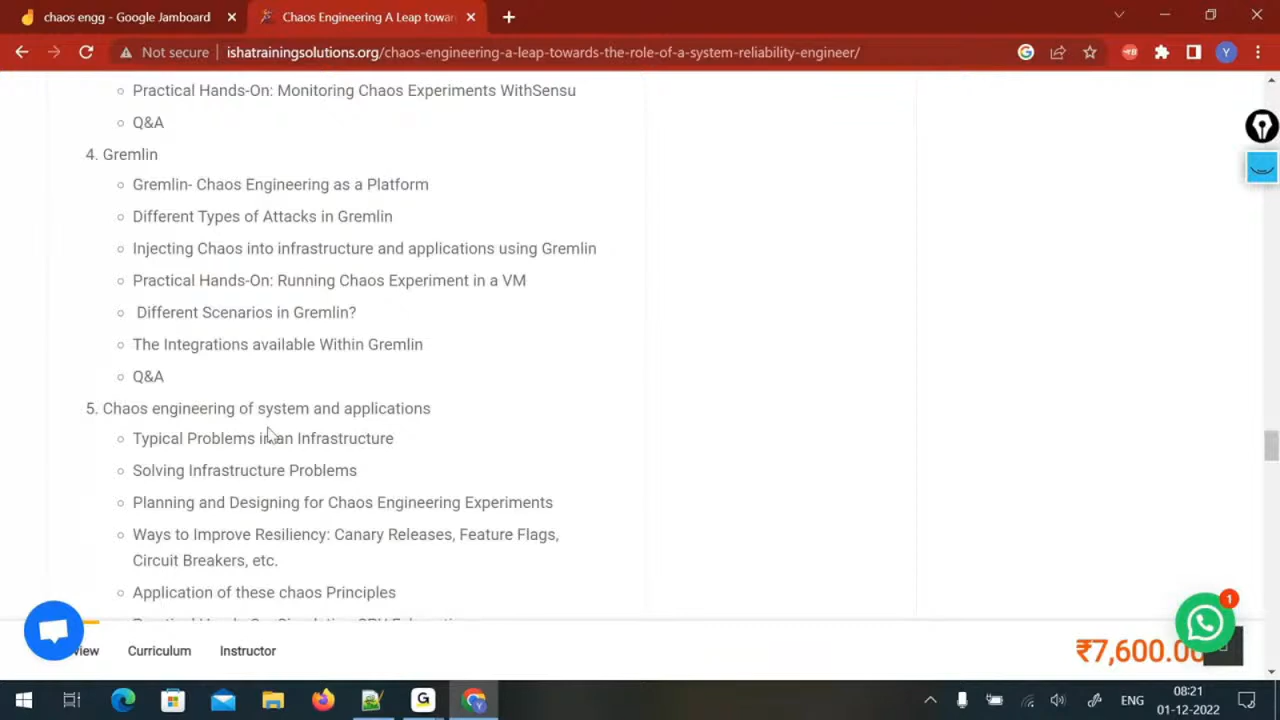 chaos engg - Google Jamboard
Chaos Engineering A Leap towar
Not secure
ishatrainingsolutions.org/chaos-engineering-a-leap-towards-the-role-of-a-system-reliability-engineer/
Y
Practical Hands-On: Monitoring Chaos Experiments WithSensu
Q&A
4. Gremlin
Gremlin- Chaos Engineering as a Platform
Different Types of Attacks in Gremlin
Injecting Chaos into infrastructure and applications using Gremlin
Practical Hands-On: Running Chaos Experiment in a VM
Different Scenarios in Gremlin?
The Integrations available Within Gremlin
Q&A
5. Chaos engineering of system and applications
Typical Problems in an Infrastructure
Solving Infrastructure Problems
Planning and Designing for Chaos Engineering Experiments
Ways to Improve Resiliency: Canary Releases, Feature Flags,
Circuit Breakers, etc.
Application of these chaos Principles
1
Curriculum
Instructor
₹7,600.00
ENG
08:21
01-12-2022